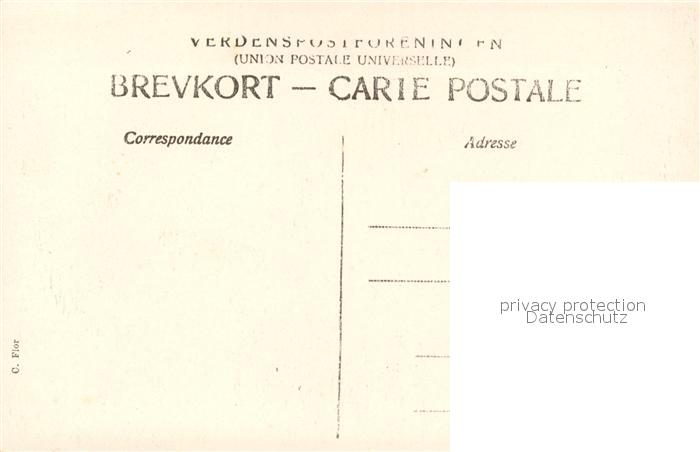 VERDENSPOSTFORENINGEN
(UNION POSTALE UNIVERSELLE)
BREVKORT — CARTE POSTALE
Correspondance
Adresse
privacy protection
Datenschutz
C. Flor